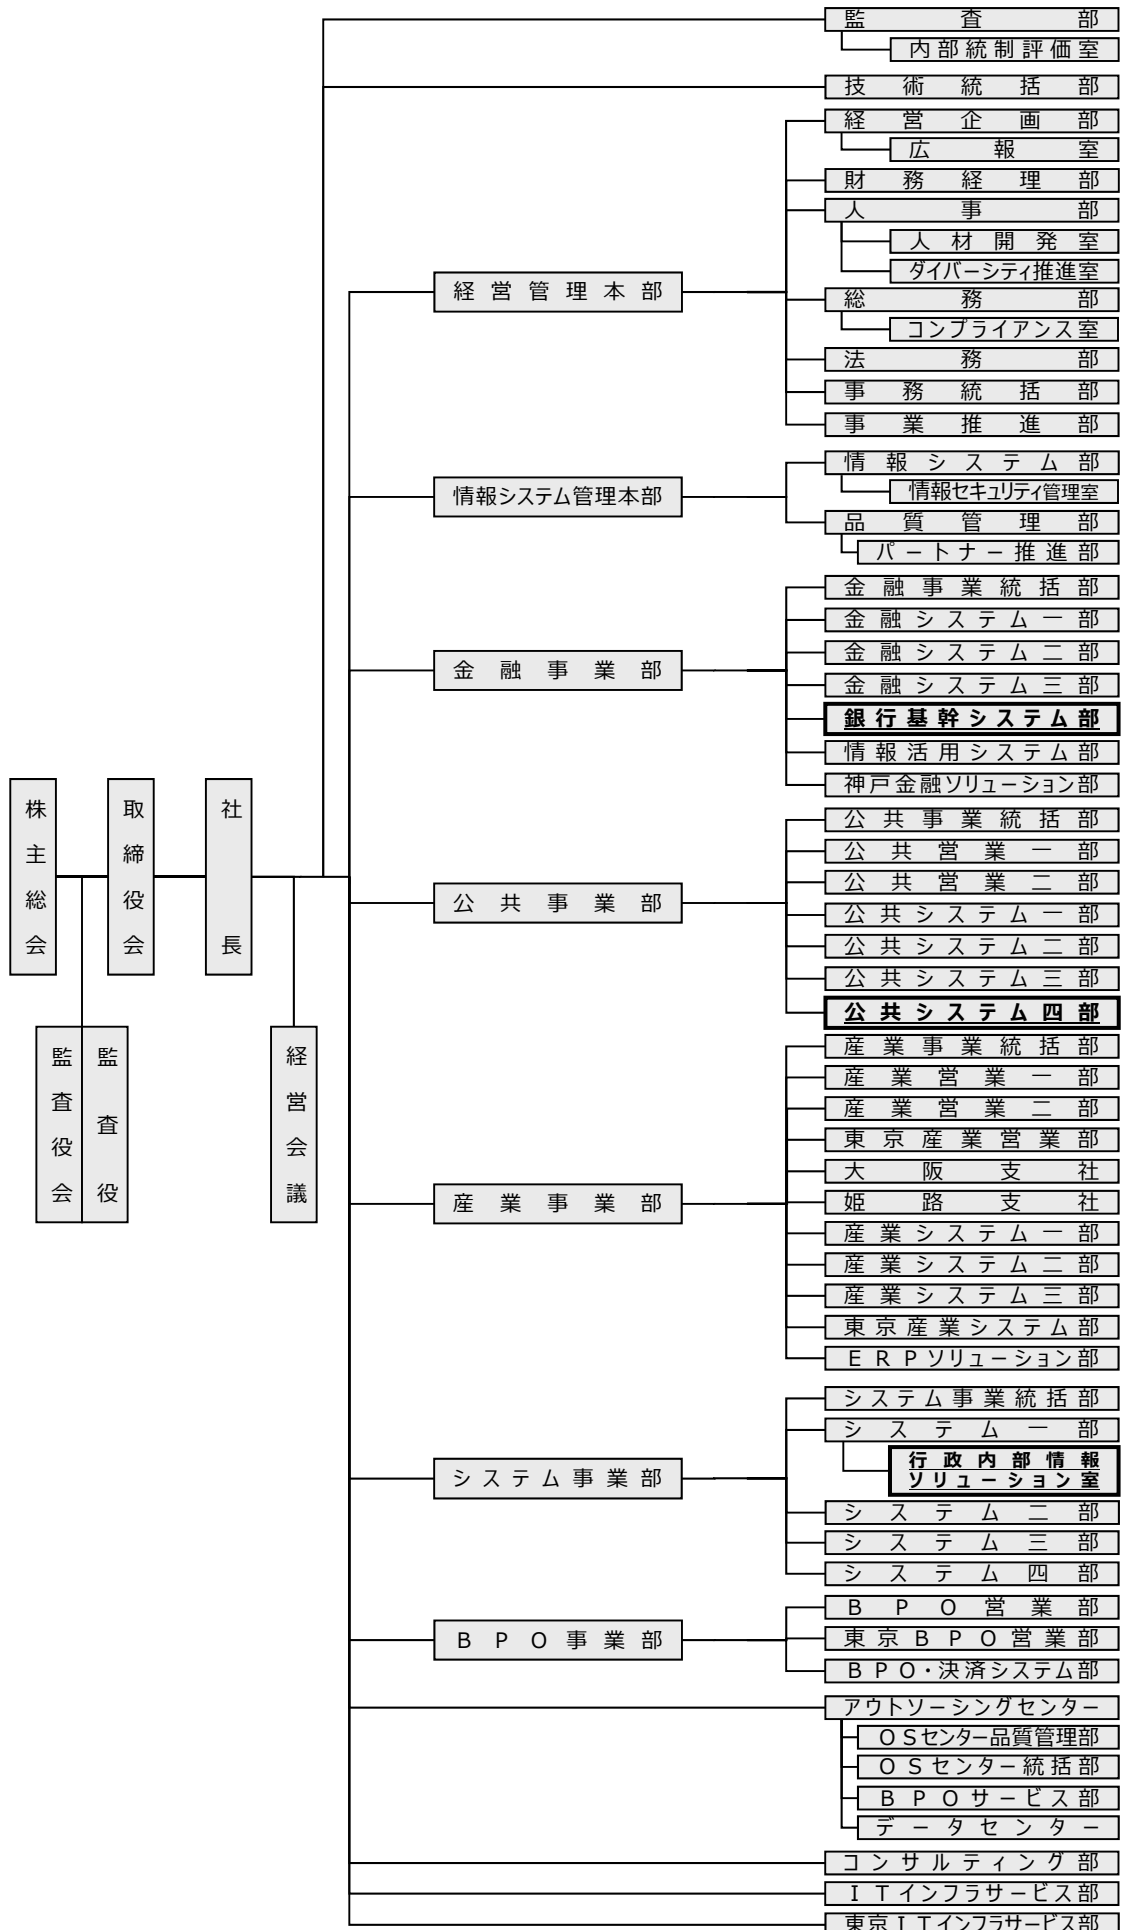 監査部
内部統制評価室
技術統括部
経営企画部
広報室
財務経理部
人事部
人材開発室
ダイバーシティ推進室
経営管理本部
総務部
コンプライアンス室
法務部
事務統括部
事業推進部
情報システム部
情報システム管理本部
情報セキュリティ管理室
品質管理部
パートナー推進部
金融事業統括部
金融システム一部
金融システム二部
金融事業部
金融システム三部
銀行基幹システム部
情報活用システム部
神戸金融ソリューション部
株主総会
取締役会
社長
監査役会
監査役
経営会議
公共事業統括部
公共営業一部
公共営業二部
公共事業部
公共システム一部
公共システム二部
公共システム三部
公共システム四部
産業事業統括部
産業営業一部
産業営業二部
東京産業営業部
大阪支社
産業事業部
姫路支社
産業システム一部
産業システム二部
産業システム三部
東京産業システム部
ERPソリューション部
システム事業統括部
システム一部
行政内部情報
ソリューション室
システム事業部
システム二部
システム三部
システム四部
BPO営業部
BPO事業部
東京BPO営業部
BPO・決済システム部
アウトソーシングセンター
OSセンター品質管理部
OSセンター統括部
BPOサービス部
データセンター
コンサルティング部
ITインフラサービス部
東京ITインフラサービス部